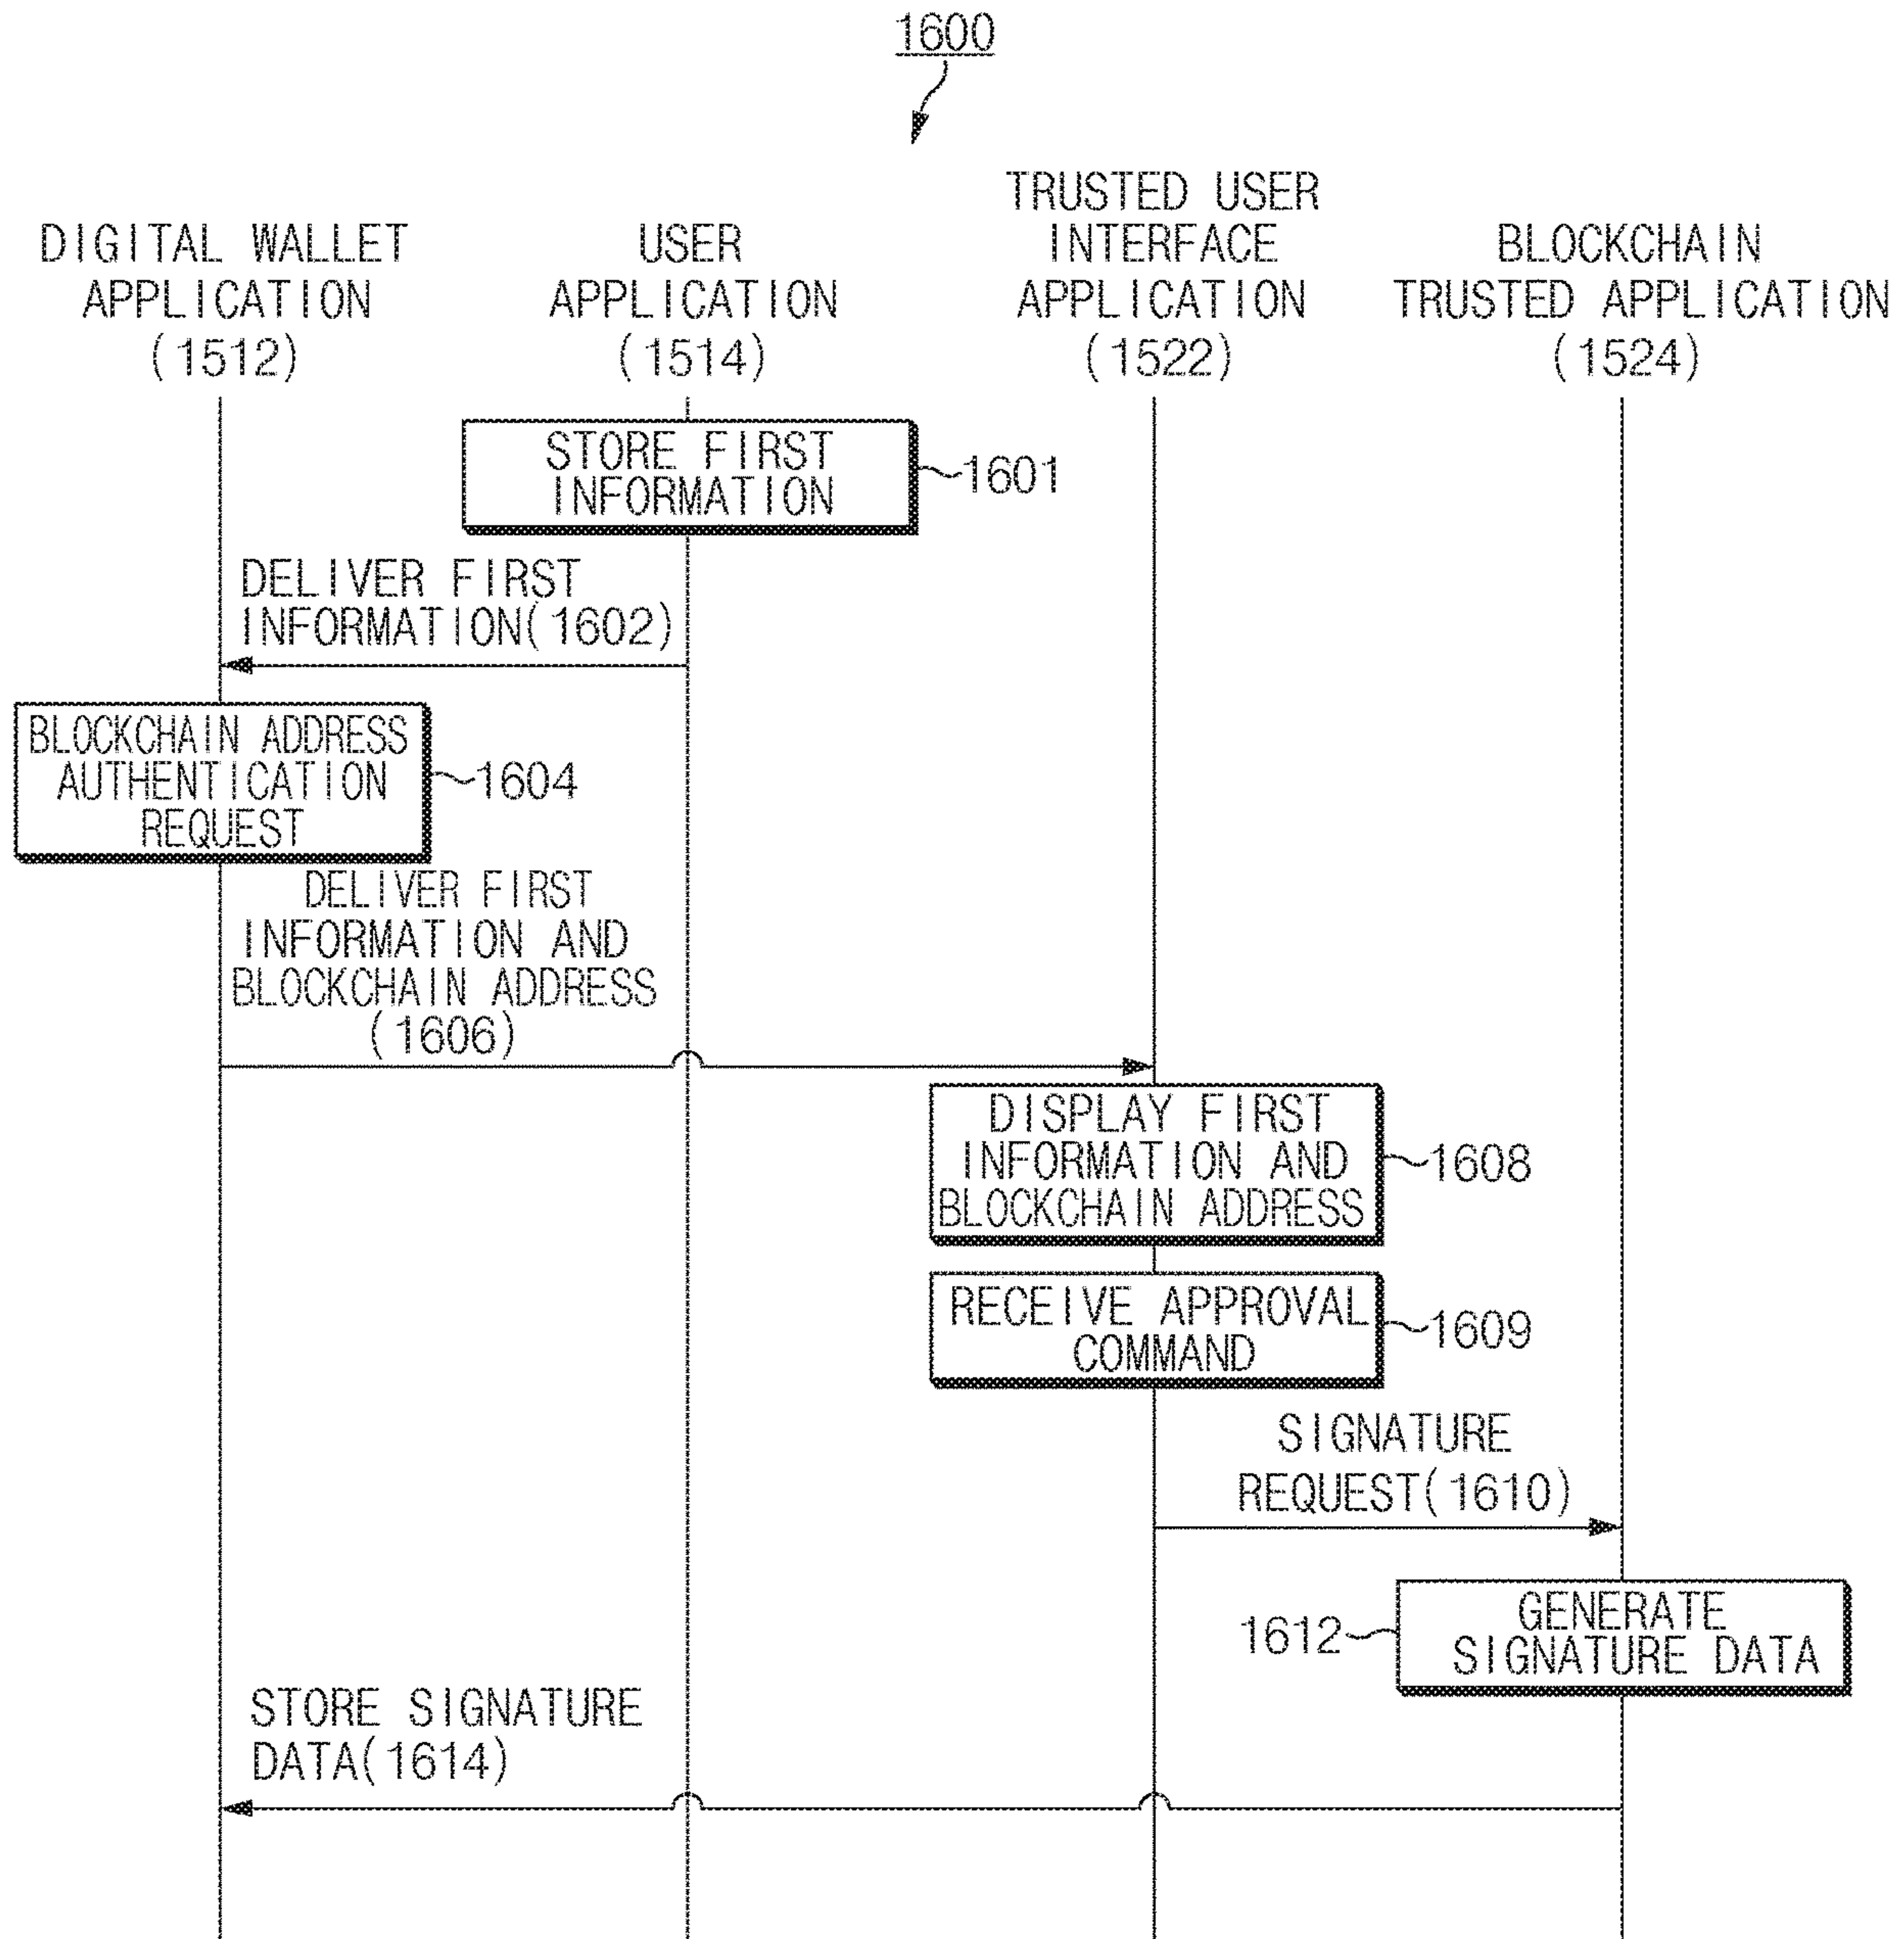 1600
DIGITAL WALLET
APPLICATION
(1512)
USER
APPLICATION
(1514)
TRUSTED USER
INTERFACE
APPLICATION
(1522)
BLOCKCHAIN
TRUSTED APPLICATION
(1524)
STORE FIRST
INFORMATION
1601
DELIVER FIRST
INFORMATION(1602)
BLOCKCHAIN ADDRESS
AUTHENTICATION
REQUEST
1604
DELIVER FIRST
INFORMATION AND
BLOCKCHAIN ADDRESS
(1606)
DISPLAY FIRST
INFORMATION AND
BLOCKCHAIN ADDRESS
1608
RECEIVE APPROVAL
COMMAND
1609
SIGNATURE
REQUEST(1610)
GENERATE
SIGNATURE DATA
1612
STORE SIGNATURE
DATA(1614)